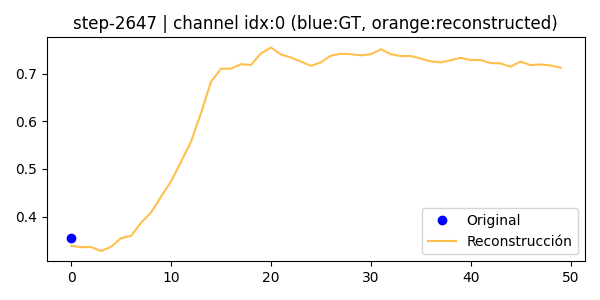 step-2647 | channel idx:0 (blue:GT, orange:reconstructed)
0.7
0.6
0.5
0.4
Original
Reconstrucción
0 10 20 30 40 50